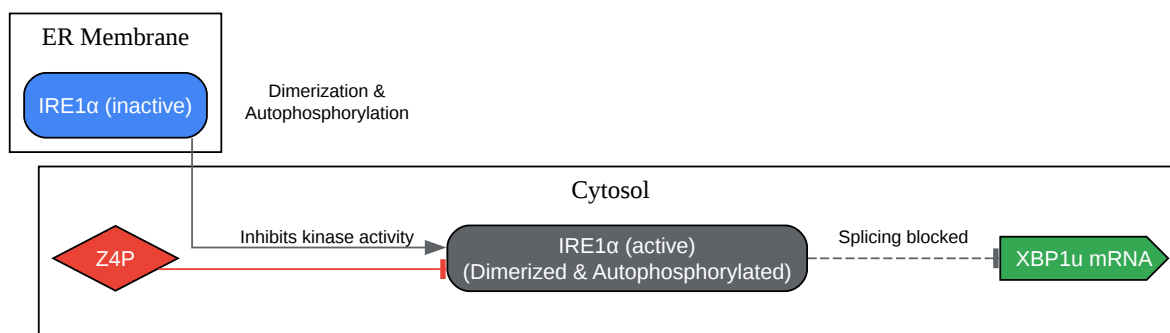 ER Membrane
IRE1α (inactive)
Dimerization &
Autophosphorylation
Cytosol
Inhibits kinase activity
Z4P
IRE1α (active)
(Dimerized & Autophosphorylated)
Splicing blocked
XBP1u mRNA